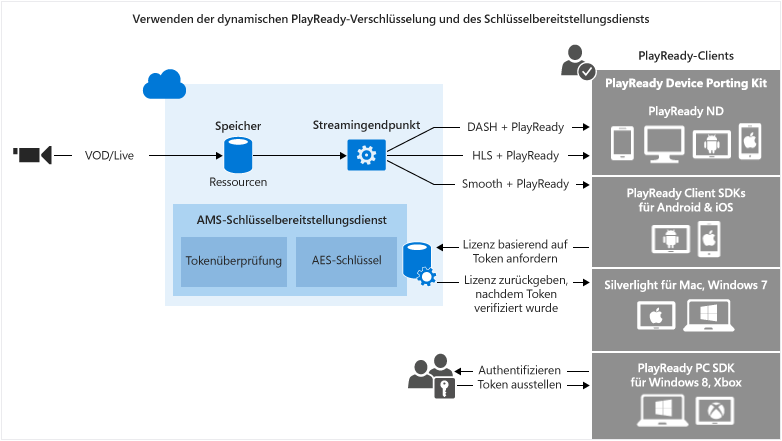 Verwenden der dynamischen PlayReady-Verschlüsselung und des Schlüsselbereitstellungsdiensts
PlayReady-Clients
PlayReady Device Porting Kit
PlayReady ND
Speicher
Streamingendpunkt
DASH + PlayReady
VOD/Live
HLS + PlayReady
Ressourcen
Smooth + PlayReady
PlayReady Client SDKs
für Android & iOS
AMS-Schlüsselbereitstellungsdienst
Tokenüberprüfung
AES-Schlüssel
Lizenz basierend auf
Token anfordern
Lizenz zurückgeben,
nachdem Token
verifiziert wurde
Silverlight für Mac, Windows 7
Authentifizieren
Token ausstellen
PlayReady PC SDK
für Windows 8, Xbox